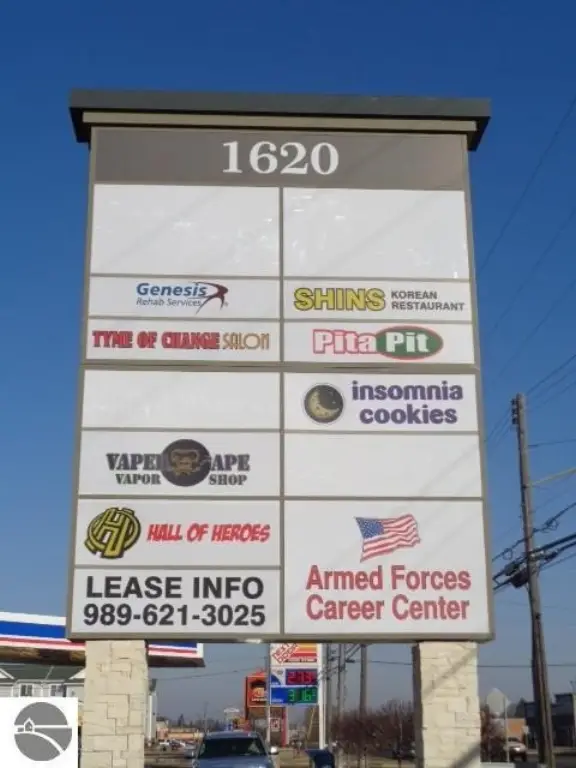 1620
Genesis
Rehab Services
SHINS KOREAN
RESTAURANT
TYME OF CHANGE SALON
Pita Pit
insomnia
cookies
VAPER APE
VAPOR SHOP
HALL OF HEROES
Armed Forces
Career Center
LEASE INFO
989-621-3025